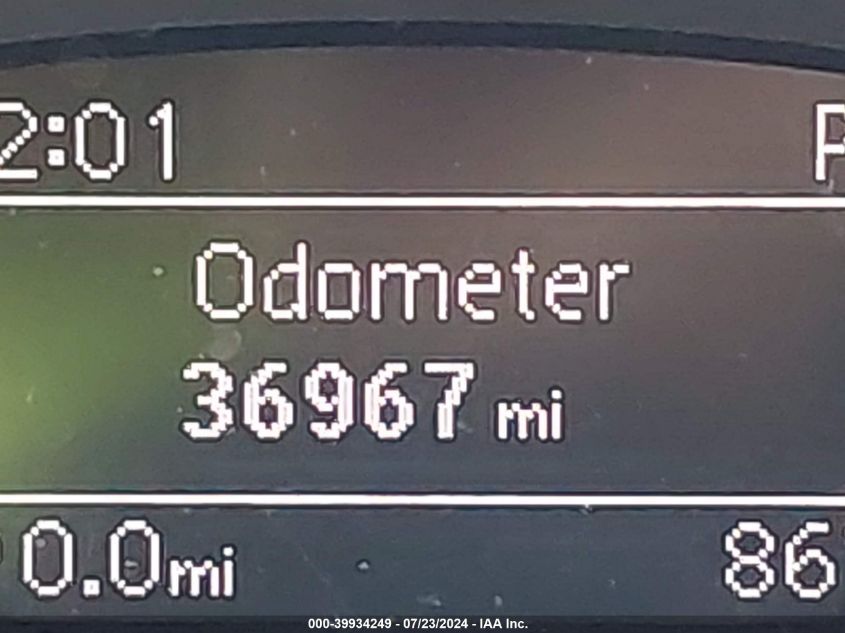 2:01 P
Odometer
36967 mi
0.0mi 86
000-39934249 - 07/23/2024 - IAA Inc.